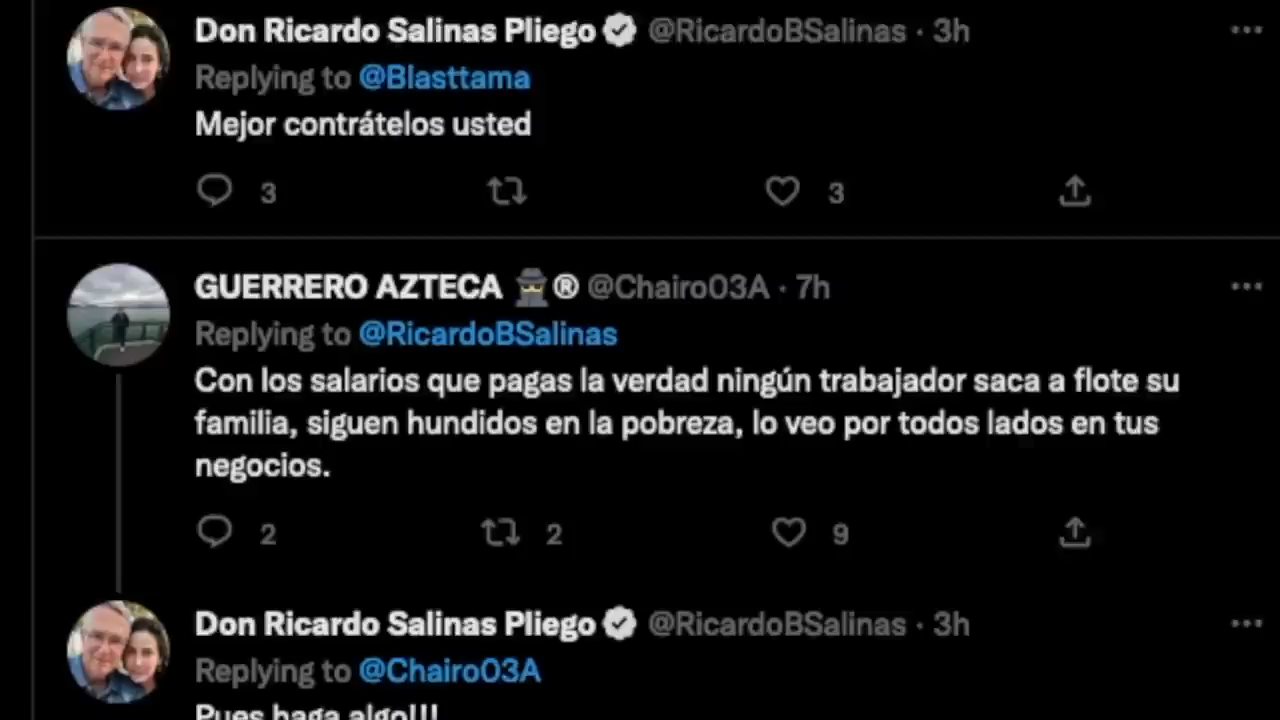 Don Ricardo Salinas Pliego @RicardoBSalinas · 3h
Replying to @Blasttama
Mejor contrátelos usted
3 3
GUERRERO AZTECA ® @Chairo03A · 7h
Replying to @RicardoBSalinas
Con los salarios que pagas la verdad ningún trabajador saca a flote su
familia, siguen hundidos en la pobreza, lo veo por todos lados en tus
negocios.
2 2 9
Don Ricardo Salinas Pliego @RicardoBSalinas · 3h
Replying to @Chairo03A
Pues haga algo!!!